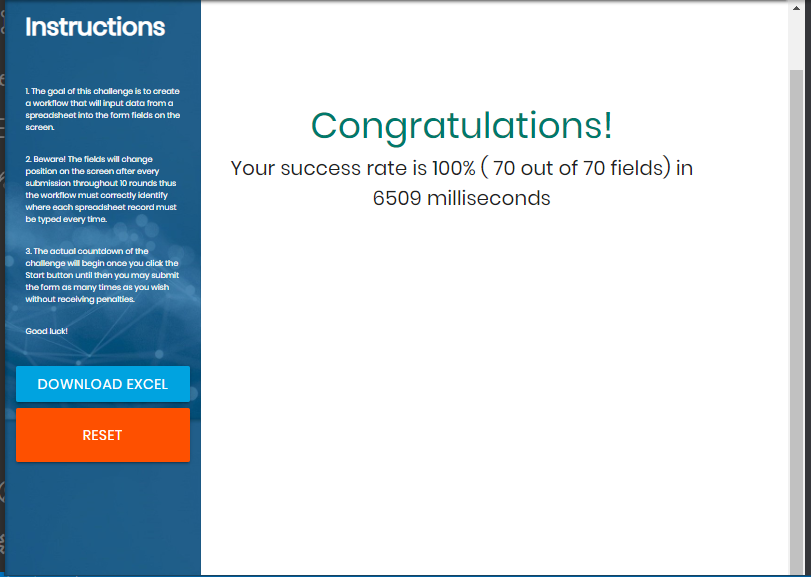 Instructions
1. The goal of this challenge is to create
a workflow that will input data from a
spreadsheet into the form fields on the
screen.
2. Beware! The fields will change
position on the screen after every
submission throughout 10 rounds thus
the workflow must correctly identify
where each spreadsheet record must
be typed every time.
3. The actual countdown of the
challenge will begin once you click the
Start button until then you may submit
the form as many times as you wish
without receiving penalties.
Good luck!
DOWNLOAD EXCEL
RESET
Congratulations!
Your success rate is 100% ( 70 out of 70 fields) in
6509 milliseconds